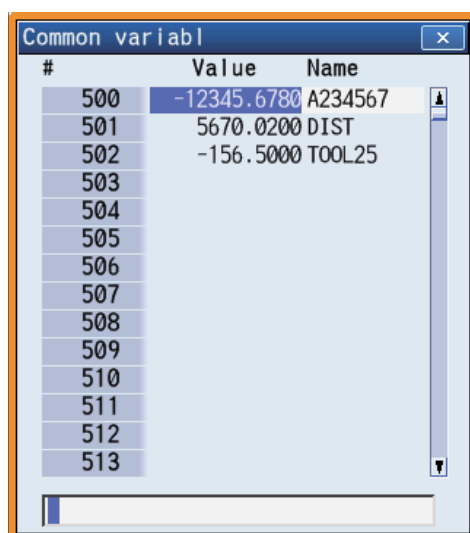 Common variabl
# Value Name
500 -12345.6780 A234567
501 5670.0200 DIST
502 -156.5000 TOOL25
503
504
505
506
507
508
509
510
511
512
513